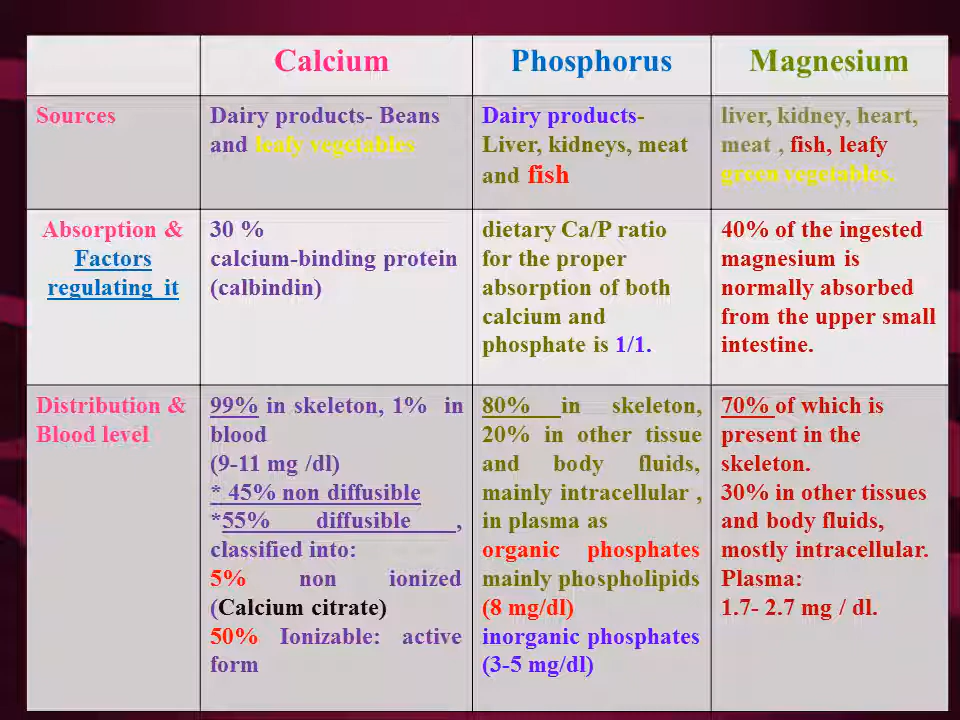 Calcium
Phosphorus
Magnesium
Sources
Dairy products- Beans
and leafy vegetables
Dairy products-
Liver, kidneys, meat
and fish
liver, kidney, heart,
meat , fish, leafy
green vegetables.
Absorption &
Factors
regulating it
30 %
calcium-binding protein
(calbindin)
dietary Ca/P ratio
for the proper
absorption of both
calcium and
phosphate is 1/1.
40% of the ingested
magnesium is
normally absorbed
from the upper small
intestine.
Distribution &
Blood level
99% in skeleton, 1% in
blood
(9-11 mg /dl)
* 45% non diffusible
*55% diffusible ,
classified into:
5% non ionized
(Calcium citrate)
50% Ionizable: active
form
80% in skeleton,
20% in other tissue
and body fluids,
mainly intracellular ,
in plasma as
organic phosphates
mainly phospholipids
(8 mg/dl)
inorganic phosphates
(3-5 mg/dl)
70% of which is
present in the
skeleton.
30% in other tissues
and body fluids,
mostly intracellular.
Plasma:
1.7- 2.7 mg / dl.